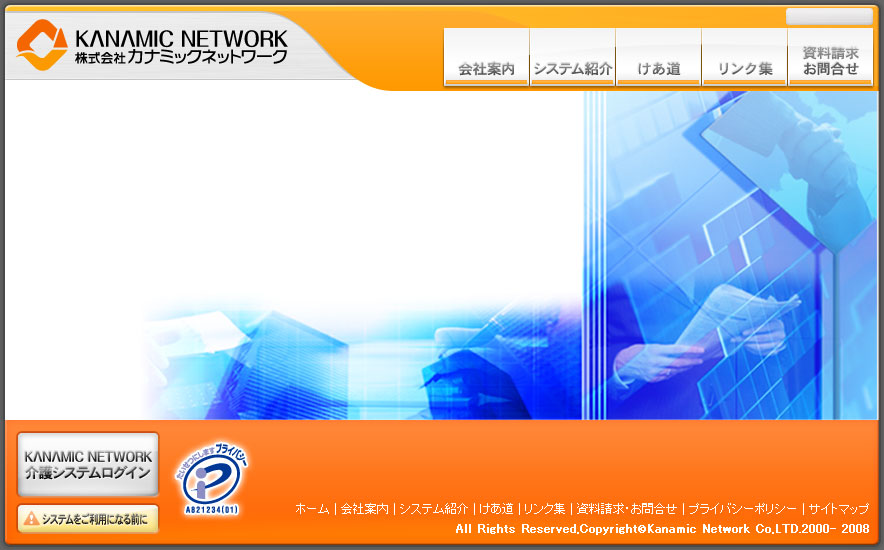 KANAMIC NETWORK
株式会社 カナミックネットワーク
会社案内
システム紹介
けあ道
リンク集
資料請求
お問合せ
KANAMIC NETWORK
介護システムログイン
システムをご利用になる前に
たいせつにしますプライバシー
A821234(01)
ホーム | 会社案内 | システム紹介 | けあ道 | リンク集 | 資料請求・お問合せ | プライバシーポリシー | サイトマップ
All Rights Reserved,Copyright©Kanamic Network Co,LTD.2000- 2008